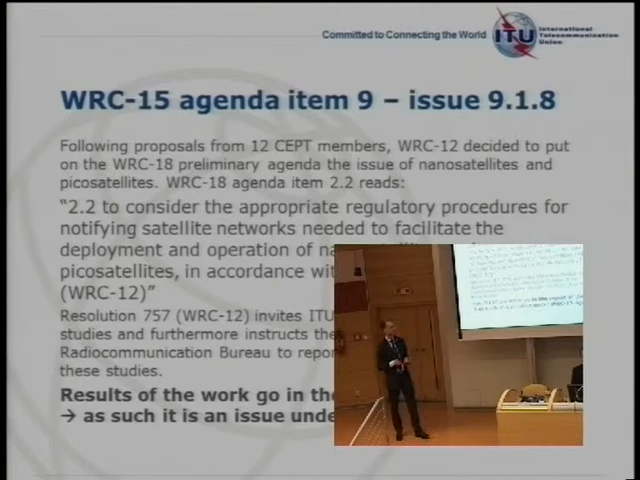 Committed to Connecting the World
ITU
International
Telecommunication
Union
WRC-15 agenda item 9 – issue 9.1.8
Following proposals from 12 CEPT members, WRC-12 decided to put
on the WRC-18 preliminary agenda the issue of nanosatellites and
picosatellites. WRC-18 agenda item 2.2 reads:
“2.2 to consider the appropriate regulatory procedures for
notifying satellite networks needed to facilitate the
deployment and operation of
picosatellites, in accordance
(WRC-12)”
Resolution 757 (WRC-12) invites ITU
studies and furthermore instructs the
Radiocommunication Bureau to
these studies.
Results of the work go in the
→ as such it is an issue